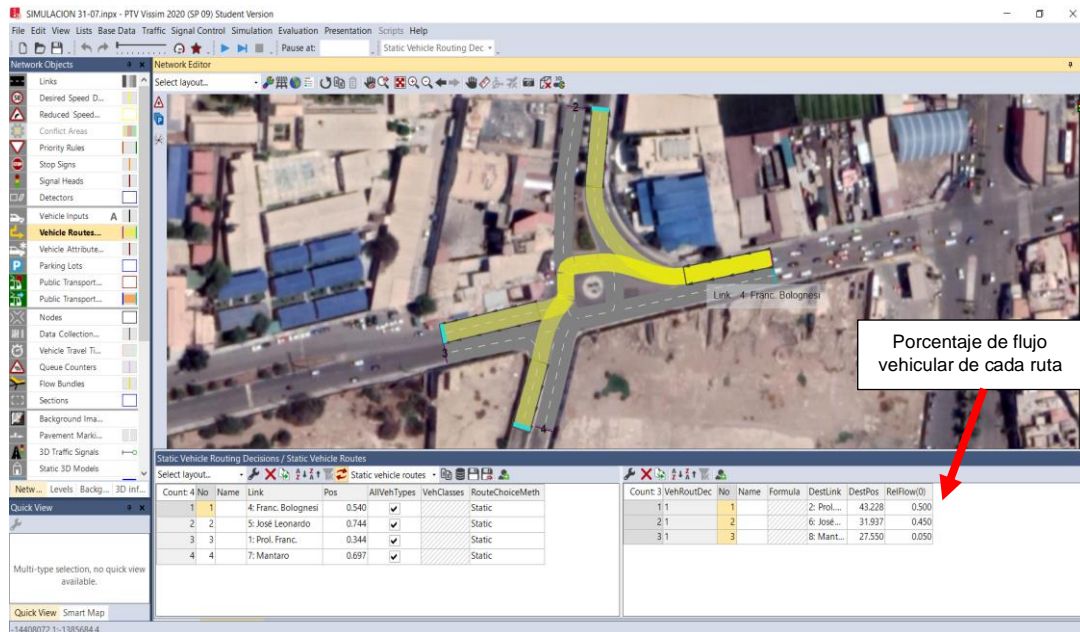 SIMULACION 31-07.inpx - PTV Vissim 2020 (SP 09) Student Version
File Edit View Lists Base Data Traffic Signal Control Simulation Evaluation Presentation Scripts Help
Pause at: Static Vehicle Routing Dec
Network Objects
Network Editor
Select layout...
Links
Desired Speed D...
Reduced Speed...
Conflict Areas
Priority Rules
Stop Signs
Signal Heads
Detectors
Vehicle Inputs A
Vehicle Routes...
Vehicle Attribute...
Parking Lots
Public Transport...
Public Transport...
Nodes
Data Collection...
Vehicle Travel Ti...
Queue Counters
Flow Bundles
Sections
Background Ima...
Pavement Marki...
3D Traffic Signals
Static 3D Models
Netw... Levels Backg... 3D inf...
Quick View
Multi-type selection, no quick view
available.
Quick View Smart Map
-14408072.1:-1385684.4
2
3
4
Link 4: Franc. Bolognesi
Porcentaje de flujo
vehicular de cada ruta
Static Vehicle Routing Decisions / Static Vehicle Routes
Select layout... Static vehicle routes
Count: 4 No Name Link Pos AllVehTypes VehClasses RouteChoiceMeth
1 1 4: Franc. Bolognesi 0.540 Static
2 2 5: José Leonardo 0.744 Static
3 3 1: Prol. Franc. 0.344 Static
4 4 7: Mantaro 0.697 Static
Count: 3 VehRoutDec No Name Formula DestLink DestPos RelFlow(0)
1 1 1 2: Prol.... 43.228 0.500
2 1 2 6: José... 31.937 0.450
3 1 3 8: Mant... 27.550 0.050